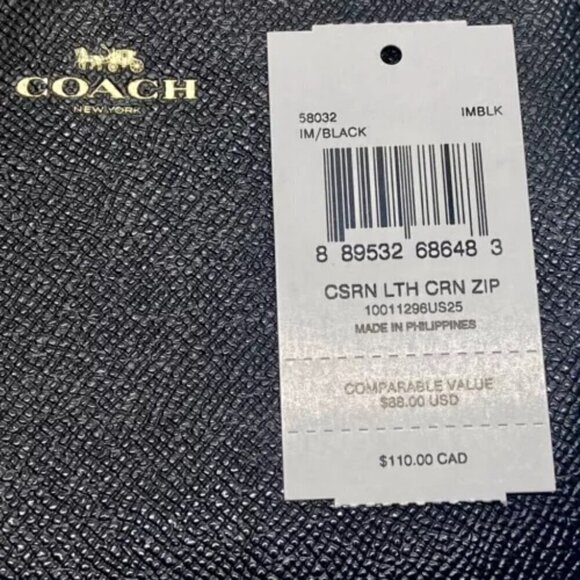 COACH
NEW YORK
58032 IMBLK
IM/BLACK
8 89532 68648 3
CSRN LTH CRN ZIP
10011296US25
MADE IN PHILIPPINES
COMPARABLE VALUE
$88.00 USD
$110.00 CAD